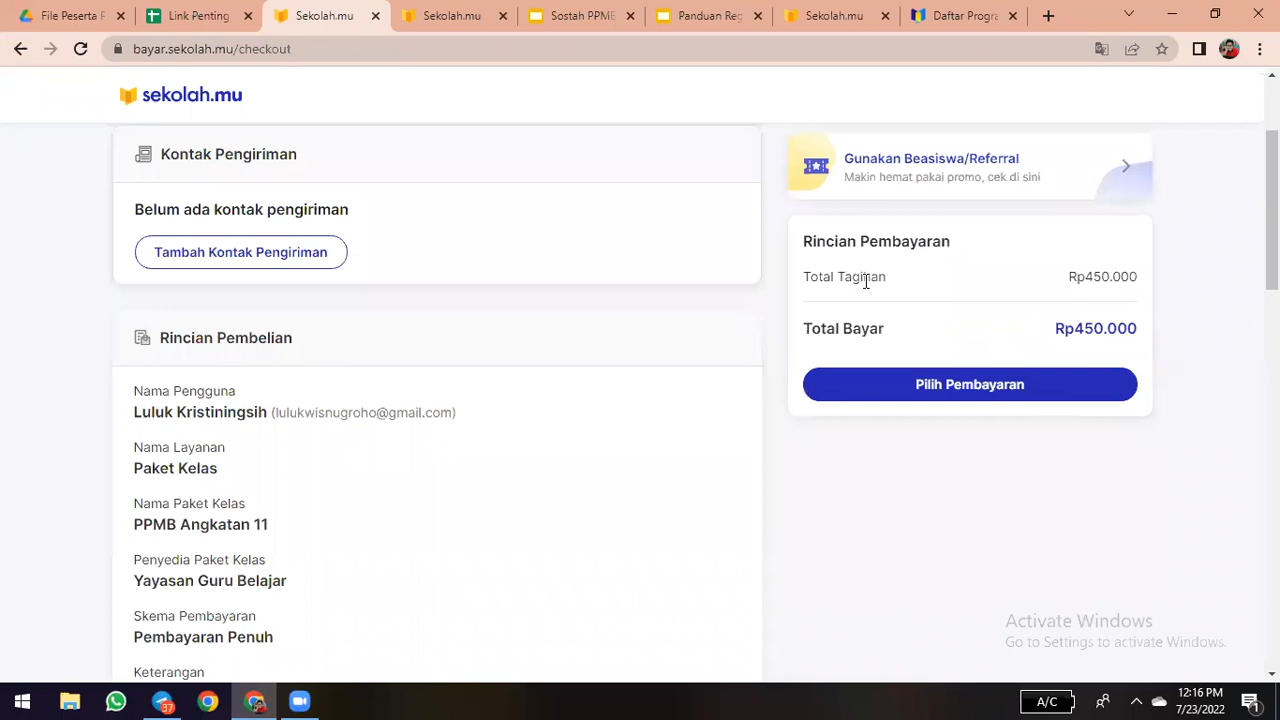 File Peserta F
Link Penting
Sekolah.mu
Sekolah.mu
Sostah PPMB
Panduan Reg
Sekolah.mu
Daftar Progra
bayar.sekolah.mu/checkout
sekolah.mu
Kontak Pengiriman
Belum ada kontak pengiriman
Tambah Kontak Pengiriman
Rincian Pembelian
Nama Pengguna
Luluk Kristiningsih (lulukwisnugroho@gmail.com)
Nama Layanan
Paket Kelas
Nama Paket Kelas
PPMB Angkatan 11
Penyedia Paket Kelas
Yayasan Guru Belajar
Skema Pembayaran
Pembayaran Penuh
Keterangan
Gunakan Beasiswa/Referral
Makin hemat pakai promo, cek di sini
Rincian Pembayaran
Total Tagihan Rp450.000
Total Bayar Rp450.000
Pilih Pembayaran
Activate Windows
Go to Settings to activate Windows.
37
A/C
12:16 PM
7/23/2022
1